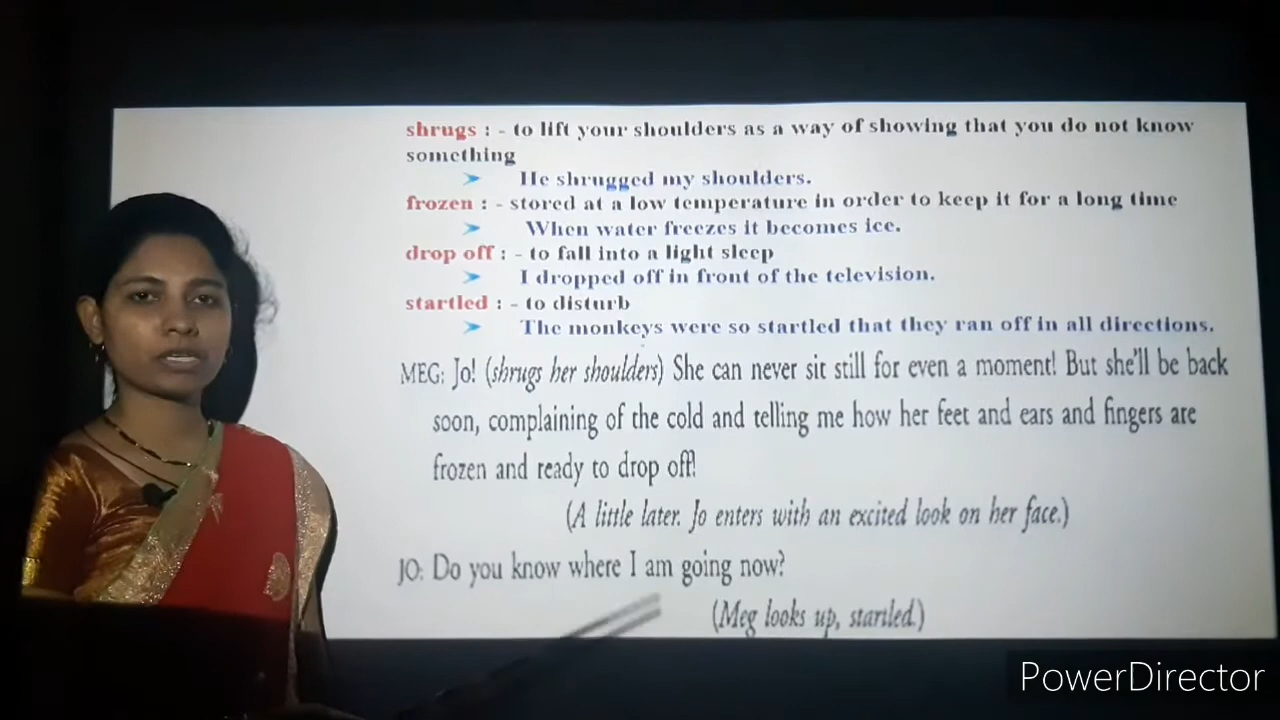 shrugs : - to lift your shoulders as a way of showing that you do not know
something
➤ He shrugged my shoulders.
frozen : - stored at a low temperature in order to keep it for a long time
➤ When water freezes it becomes ice.
drop off : - to fall into a light sleep
➤ I dropped off in front of the television.
startled : - to disturb
➤ The monkeys were so startled that they ran off in all directions.
MEG: Jo! (shrugs her shoulders) She can never sit still for even a moment! But she'll be back
soon, complaining of the cold and telling me how her feet and ears and fingers are
frozen and ready to drop off!
(A little later. Jo enters with an excited look on her face.)
JO: Do you know where I am going now?
(Meg looks up, startled.)
PowerDirector